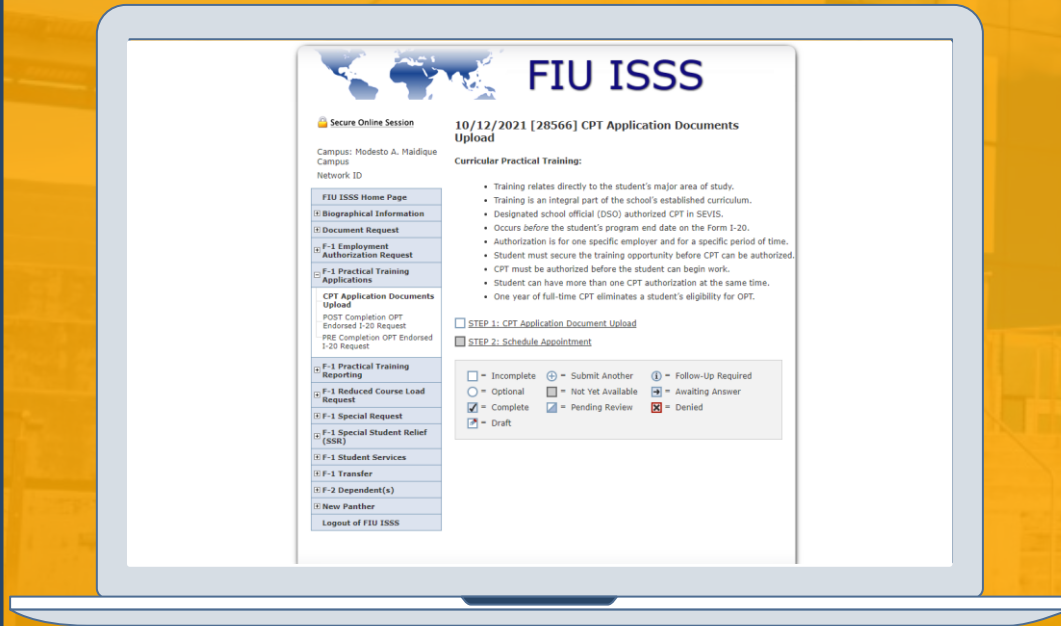 FIU ISSS
Secure Online Session
Campus: Modesto A. Maidique
Campus
Network ID
FIU ISSS Home Page
Biographical Information
Document Request
F-1 Employment
Authorization Request
F-1 Practical Training
Applications
CPT Application Documents
Upload
POST Completion OPT
Endorsed I-20 Request
PRE Completion OPT Endorsed
I-20 Request
F-1 Practical Training
Reporting
F-1 Reduced Course Load
Request
F-1 Special Request
F-1 Special Student Relief
(SSR)
F-1 Student Services
F-1 Transfer
F-2 Dependent(s)
New Panther
Logout of FIU ISSS
10/12/2021 [28566] CPT Application Documents
Upload
Curricular Practical Training:
• Training relates directly to the student's major area of study.
• Training is an integral part of the school's established curriculum.
• Designated school official (DSO) authorized CPT in SEVIS.
• Occurs before the student's program end date on the Form I-20.
• Authorization is for one specific employer and for a specific period of time.
• Student must secure the training opportunity before CPT can be authorized.
• CPT must be authorized before the student can begin work.
• Student can have more than one CPT authorization at the same time.
• One year of full-time CPT eliminates a student's eligibility for OPT.
STEP 1: CPT Application Document Upload
STEP 2: Schedule Appointment
= Incomplete = Submit Another = Follow-Up Required
= Optional = Not Yet Available = Awaiting Answer
= Complete = Pending Review = Denied
= Draft